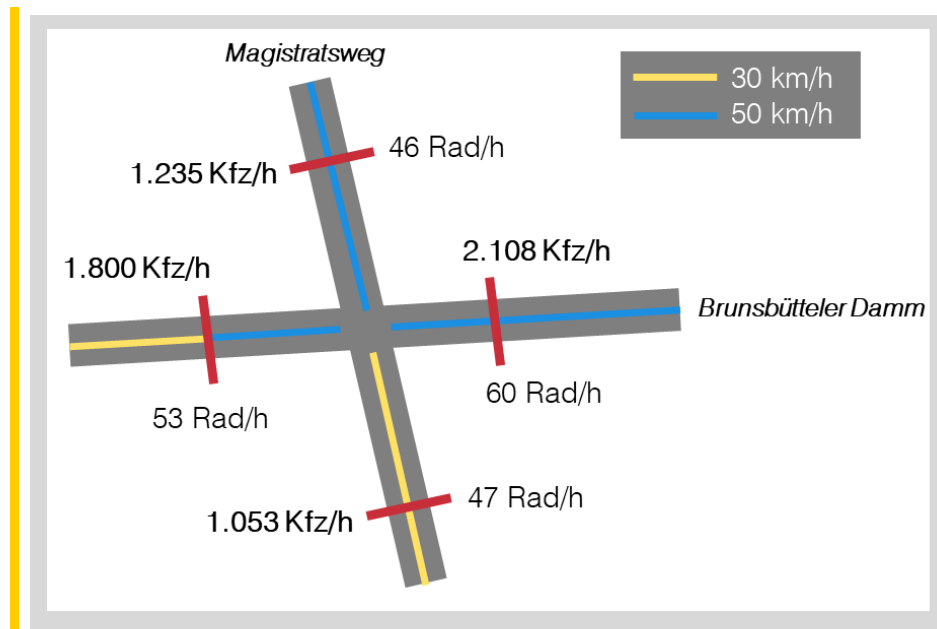 Magistratsweg
30 km/h
50 km/h
46 Rad/h
1.235 Kfz/h
2.108 Kfz/h
1.800 Kfz/h
Brunsbütteler Damm
60 Rad/h
53 Rad/h
47 Rad/h
1.053 Kfz/h